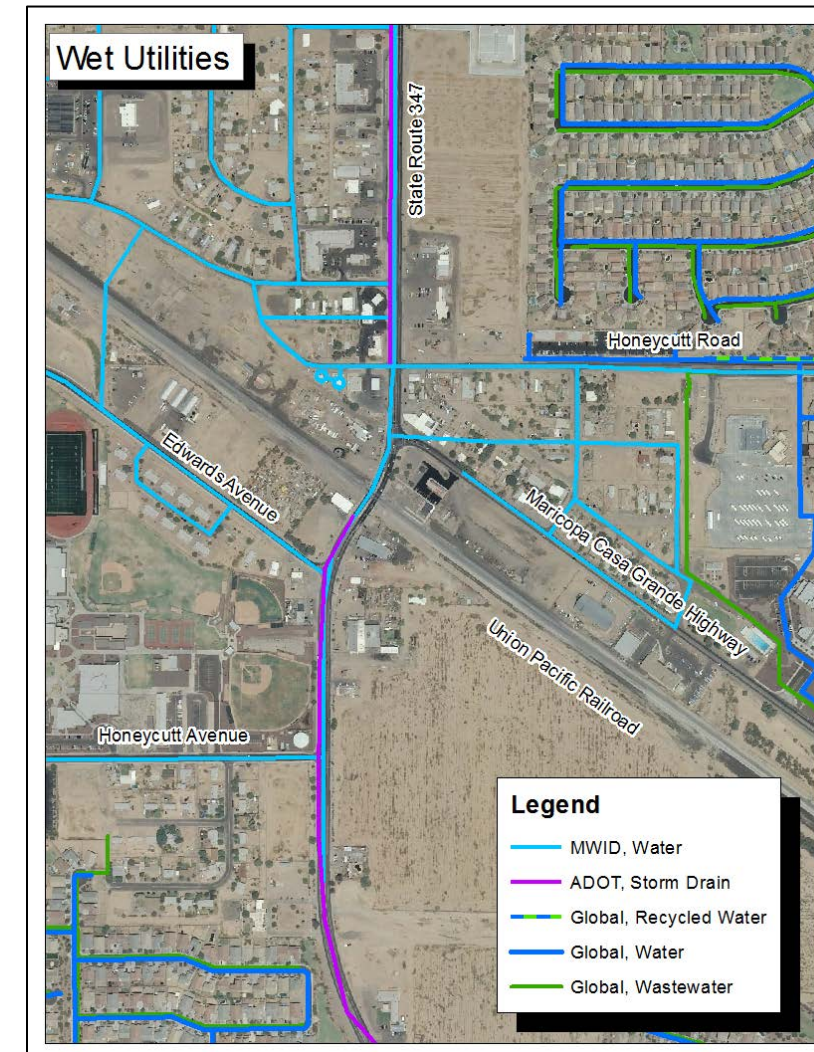 Wet Utilities
State Route 347
Honeycutt Road
Edwards Avenue
Maricopa Casa Grande Highway
Union Pacific Railroad
Honeycutt Avenue
Legend
MWID, Water
ADOT, Storm Drain
Global, Recycled Water
Global, Water
Global, Wastewater